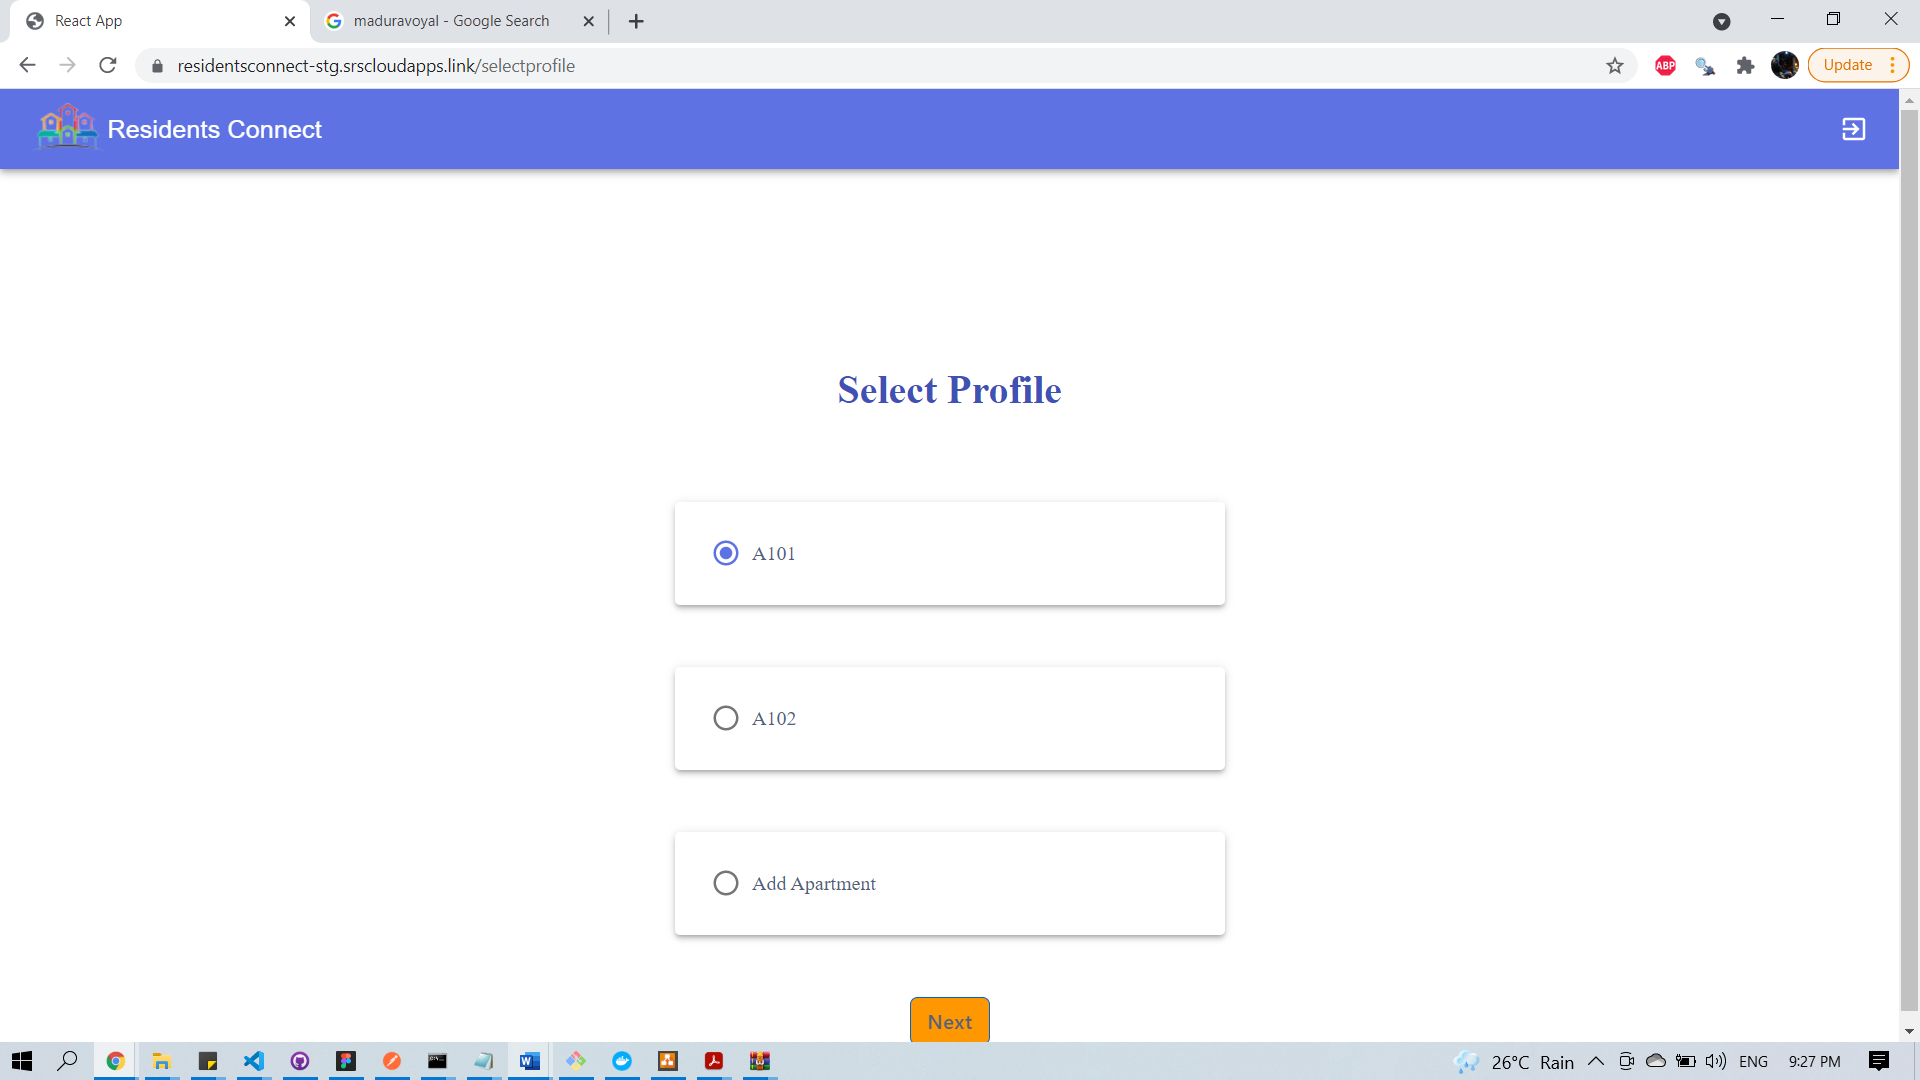 React App
maduravoyal - Google Search
residentsconnect-stg.srscloudapps.link/selectprofile
ABP
Update
Residents Connect
Select Profile
A101
A102
Add Apartment
Next
26°C Rain
ENG
9:27 PM